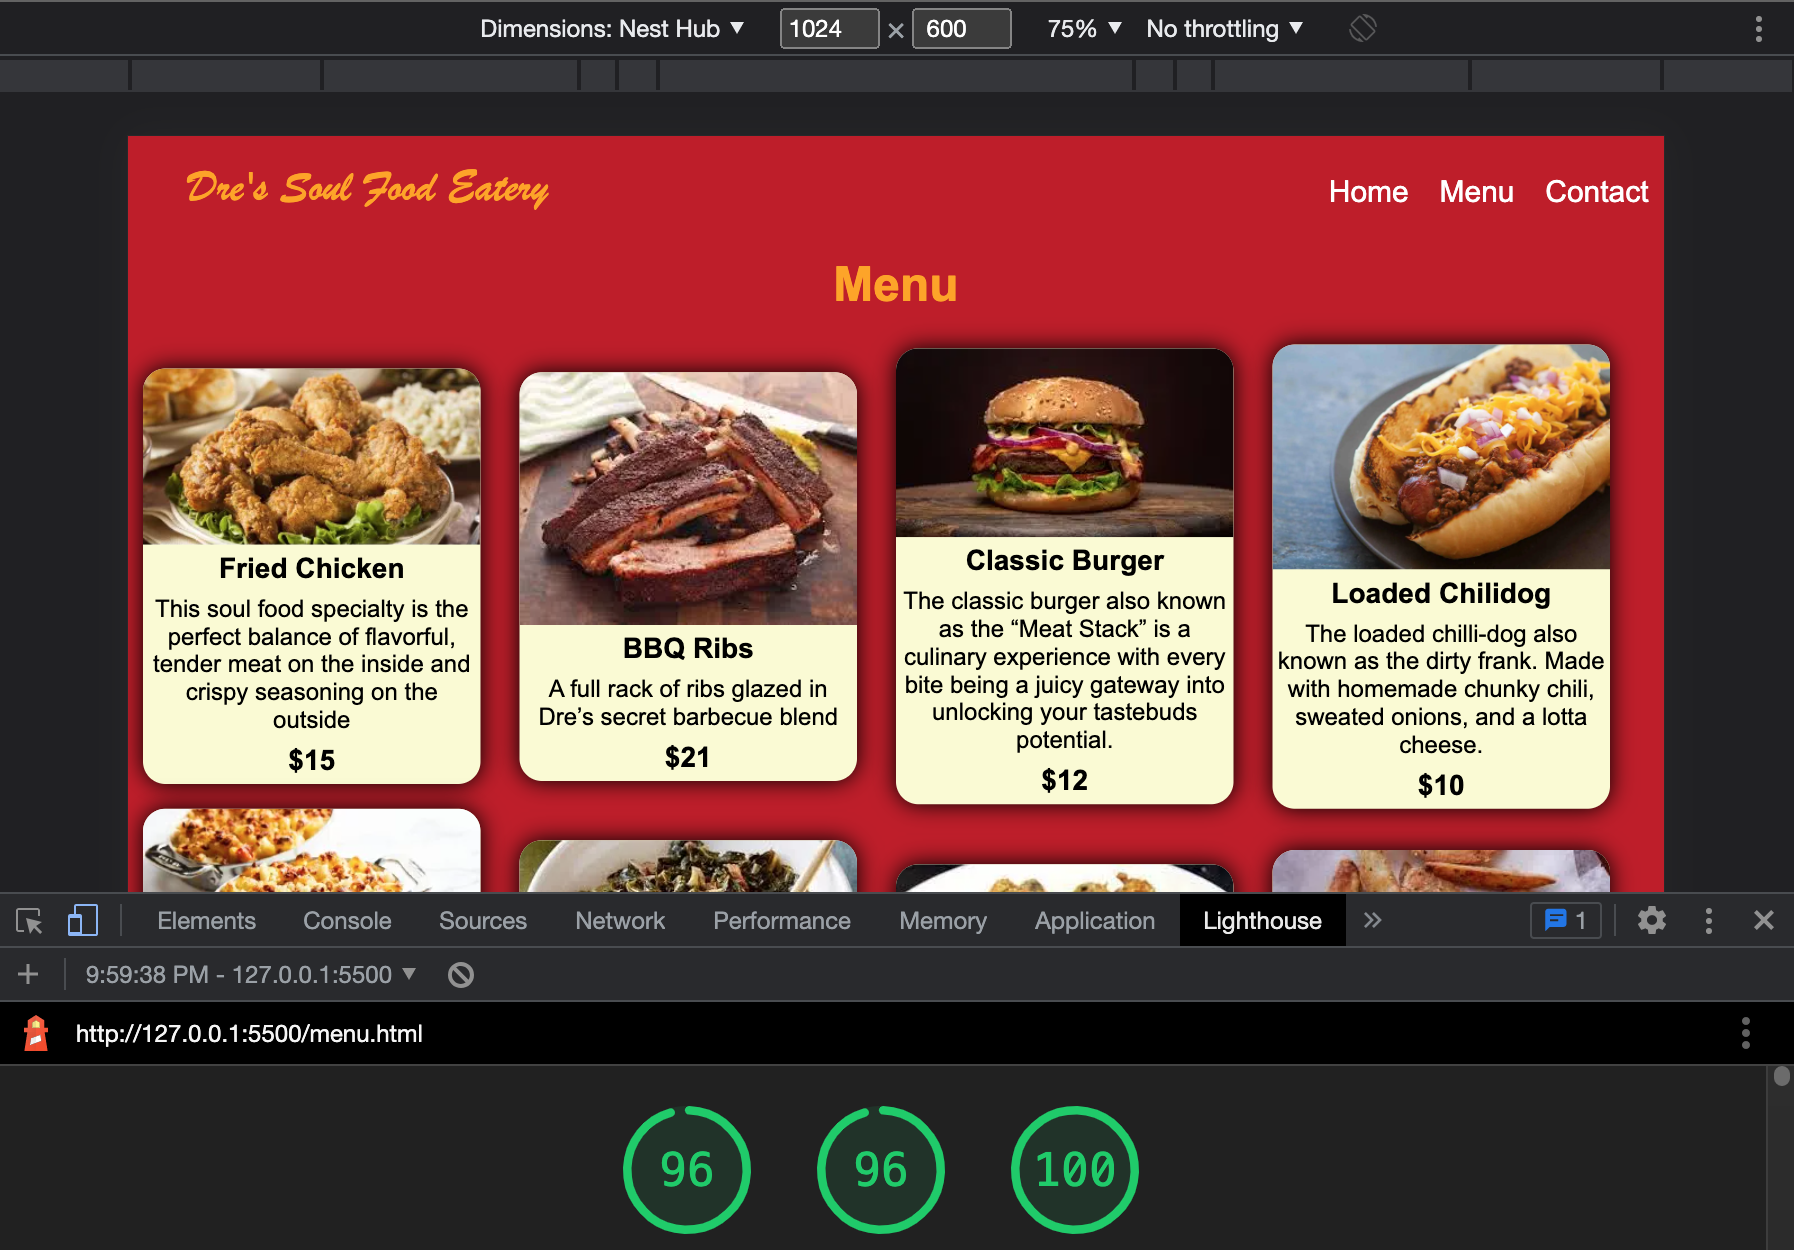 Dimensions: Nest Hub ▼ 1024 × 600 75% ▼ No throttling ▼
Dre's Soul Food Eatery
Home Menu Contact
Menu
Fried Chicken
This soul food specialty is the
perfect balance of flavorful,
tender meat on the inside and
crispy seasoning on the
outside
$15
BBQ Ribs
A full rack of ribs glazed in
Dre’s secret barbecue blend
$21
Classic Burger
The classic burger also known
as the “Meat Stack” is a
culinary experience with every
bite being a juicy gateway into
unlocking your tastebuds
potential.
$12
Loaded Chilidog
The loaded chilli-dog also
known as the dirty frank. Made
with homemade chunky chili,
sweated onions, and a lotta
cheese.
$10
Elements Console Sources Network Performance Memory Application Lighthouse » 1
9:59:38 PM - 127.0.0.1:5500 ▼
http://127.0.0.1:5500/menu.html
96 96 100